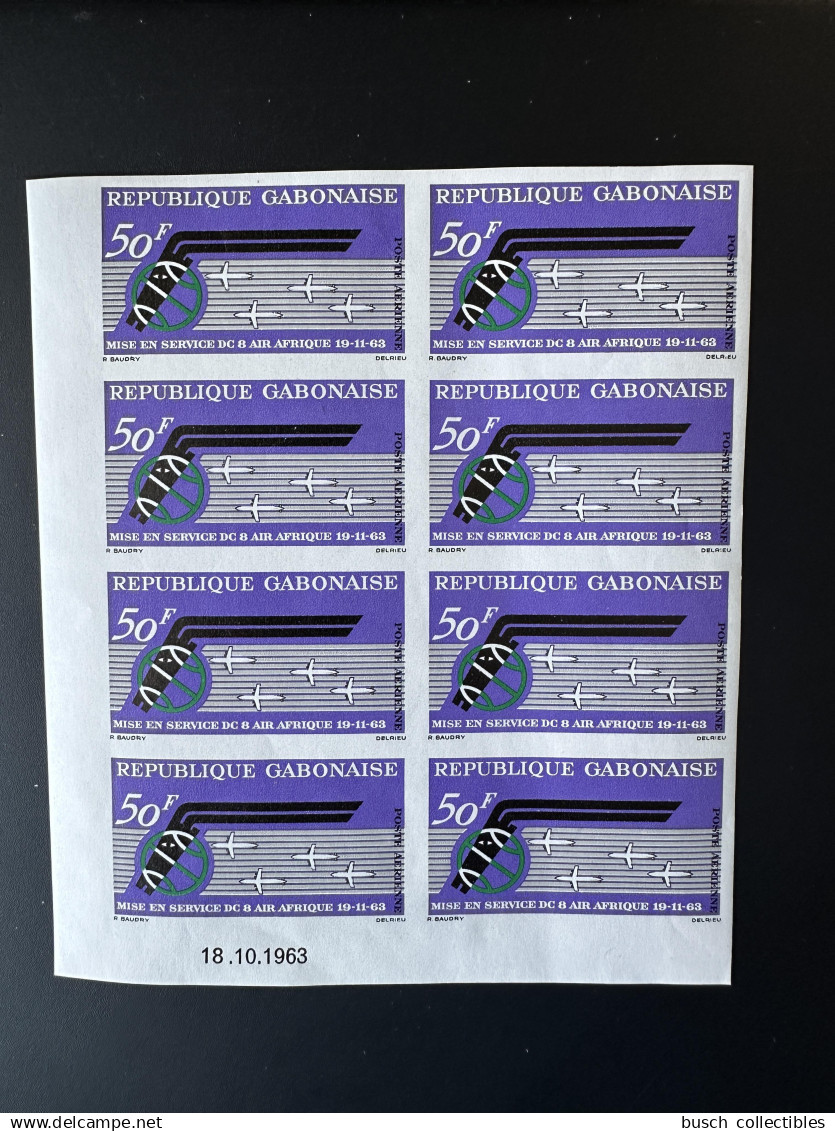 REPUBLIQUE GABONAISE
50F
POSTE AERIENNE
MISE EN SERVICE DC 8 AIR AFRIQUE 19-11-63
R. BAUDRY DELRIEU
REPUBLIQUE GABONAISE
50F
POSTE AERIENNE
MISE EN SERVICE DC 8 AIR AFRIQUE 19-11-63
R. BAUDRY DELRIEU
REPUBLIQUE GABONAISE
50F
POSTE AERIENNE
MISE EN SERVICE DC 8 AIR AFRIQUE 19-11-63
R. BAUDRY DELRIEU
REPUBLIQUE GABONAISE
50F
POSTE AERIENNE
MISE EN SERVICE DC 8 AIR AFRIQUE 19-11-63
R. BAUDRY DELRIEU
REPUBLIQUE GABONAISE
50F
POSTE AERIENNE
MISE EN SERVICE DC 8 AIR AFRIQUE 19-11-63
R. BAUDRY DELRIEU
REPUBLIQUE GABONAISE
50F
POSTE AERIENNE
MISE EN SERVICE DC 8 AIR AFRIQUE 19-11-63
R. BAUDRY DELRIEU
REPUBLIQUE GABONAISE
50F
POSTE AERIENNE
MISE EN SERVICE DC 8 AIR AFRIQUE 19-11-63
R. BAUDRY DELRIEU
REPUBLIQUE GABONAISE
50F
POSTE AERIENNE
MISE EN SERVICE DC 8 AIR AFRIQUE 19-11-63
R. BAUDRY DELRIEU
18.10.1963
busch collectibles